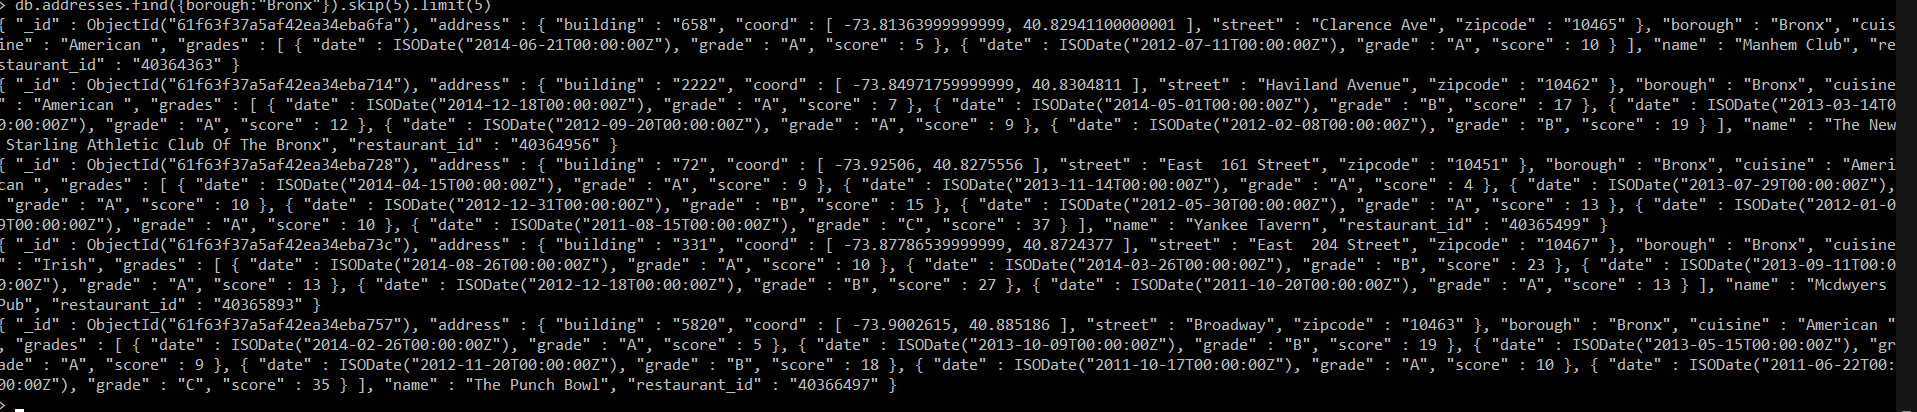 > db.addresses.find({borough:"Bronx"}).skip(5).limit(5)
{ "_id" : ObjectId("61f63f37a5af42ea34eba6fa"), "address" : { "building" : "658", "coord" : [ -73.81363999999999, 40.82941100000001 ], "street" : "Clarence Ave", "zipcode" : "10465" }, "borough" : "Bronx", "cuis
ine" : "American ", "grades" : [ { "date" : ISODate("2014-06-21T00:00:00Z"), "grade" : "A", "score" : 5 }, { "date" : ISODate("2012-07-11T00:00:00Z"), "grade" : "A", "score" : 10 } ], "name" : "Manhem Club", "re
staurant_id" : "40364363" }
{ "_id" : ObjectId("61f63f37a5af42ea34eba714"), "address" : { "building" : "2222", "coord" : [ -73.84971759999999, 40.8304811 ], "street" : "Haviland Avenue", "zipcode" : "10462" }, "borough" : "Bronx", "cuisine
" : "American ", "grades" : [ { "date" : ISODate("2014-12-18T00:00:00Z"), "grade" : "A", "score" : 7 }, { "date" : ISODate("2014-05-01T00:00:00Z"), "grade" : "B", "score" : 17 }, { "date" : ISODate("2013-03-14T0
0:00:00Z"), "grade" : "A", "score" : 12 }, { "date" : ISODate("2012-09-20T00:00:00Z"), "grade" : "A", "score" : 9 }, { "date" : ISODate("2012-02-08T00:00:00Z"), "grade" : "B", "score" : 19 } ], "name" : "The New
Starling Athletic Club Of The Bronx", "restaurant_id" : "40364956" }
{ "_id" : ObjectId("61f63f37a5af42ea34eba728"), "address" : { "building" : "72", "coord" : [ -73.92506, 40.8275556 ], "street" : "East  161 Street", "zipcode" : "10451" }, "borough" : "Bronx", "cuisine" : "Ameri
can ", "grades" : [ { "date" : ISODate("2014-04-15T00:00:00Z"), "grade" : "A", "score" : 9 }, { "date" : ISODate("2013-11-14T00:00:00Z"), "grade" : "A", "score" : 4 }, { "date" : ISODate("2013-07-29T00:00:00Z"),
"grade" : "A", "score" : 10 }, { "date" : ISODate("2012-12-31T00:00:00Z"), "grade" : "B", "score" : 15 }, { "date" : ISODate("2012-05-30T00:00:00Z"), "grade" : "A", "score" : 13 }, { "date" : ISODate("2012-01-0
9T00:00:00Z"), "grade" : "A", "score" : 10 }, { "date" : ISODate("2011-08-15T00:00:00Z"), "grade" : "C", "score" : 37 } ], "name" : "Yankee Tavern", "restaurant_id" : "40365499" }
{ "_id" : ObjectId("61f63f37a5af42ea34eba73c"), "address" : { "building" : "331", "coord" : [ -73.87786539999999, 40.8724377 ], "street" : "East  204 Street", "zipcode" : "10467" }, "borough" : "Bronx", "cuisine
" : "Irish", "grades" : [ { "date" : ISODate("2014-08-26T00:00:00Z"), "grade" : "A", "score" : 10 }, { "date" : ISODate("2014-03-26T00:00:00Z"), "grade" : "B", "score" : 23 }, { "date" : ISODate("2013-09-11T00:0
0:00Z"), "grade" : "A", "score" : 13 }, { "date" : ISODate("2012-12-18T00:00:00Z"), "grade" : "B", "score" : 27 }, { "date" : ISODate("2011-10-20T00:00:00Z"), "grade" : "A", "score" : 13 } ], "name" : "Mcdwyers
Pub", "restaurant_id" : "40365893" }
{ "_id" : ObjectId("61f63f37a5af42ea34eba757"), "address" : { "building" : "5820", "coord" : [ -73.9002615, 40.885186 ], "street" : "Broadway", "zipcode" : "10463" }, "borough" : "Bronx", "cuisine" : "American "
, "grades" : [ { "date" : ISODate("2014-02-26T00:00:00Z"), "grade" : "A", "score" : 5 }, { "date" : ISODate("2013-10-09T00:00:00Z"), "grade" : "B", "score" : 19 }, { "date" : ISODate("2013-05-15T00:00:00Z"), "gr
ade" : "A", "score" : 9 }, { "date" : ISODate("2012-11-20T00:00:00Z"), "grade" : "B", "score" : 18 }, { "date" : ISODate("2011-10-17T00:00:00Z"), "grade" : "A", "score" : 10 }, { "date" : ISODate("2011-06-22T00:
00:00Z"), "grade" : "C", "score" : 35 } ], "name" : "The Punch Bowl", "restaurant_id" : "40366497" }
>